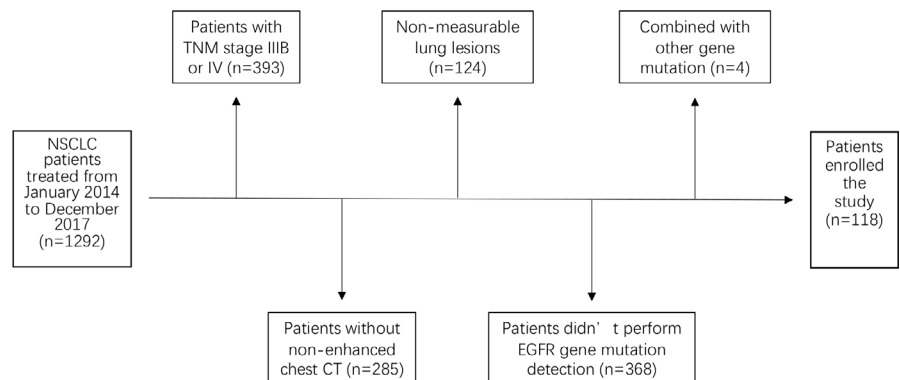 Patients with
TNM stage IIIB
or IV (n=393)
Non-measurable
lung lesions
(n=124)
Combined with
other gene
mutation (n=4)
NSCLC
patients
treated from
January 2014
to December
2017
(n=1292)
Patients
enrolled
the
study
(n=118)
Patients without
non-enhanced
chest CT (n=285)
Patients didn’ t perform
EGFR gene mutation
detection (n=368)